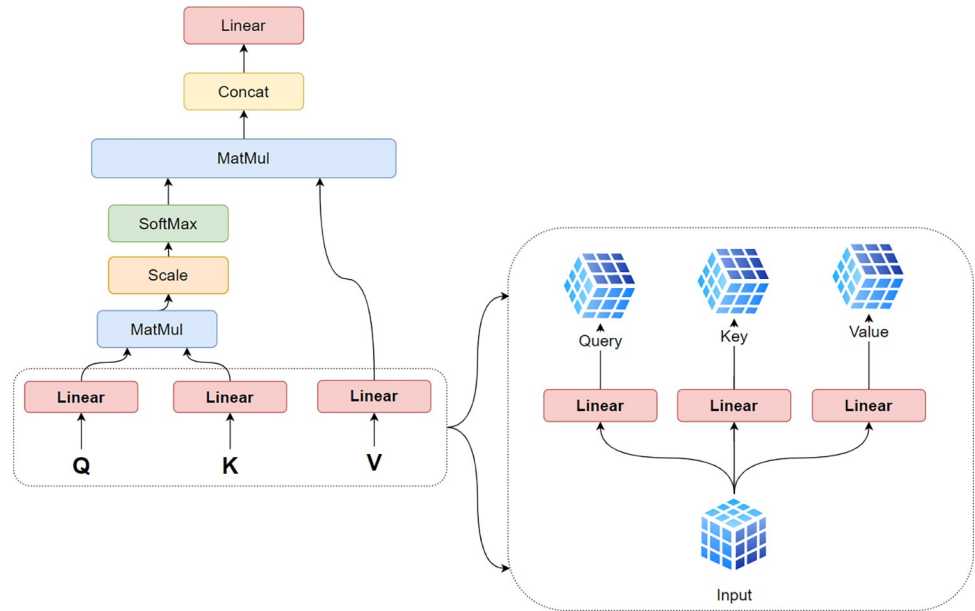 Linear
Concat
MatMul
SoftMax
Scale
MatMul
Linear
Linear
Linear
Q
K
V
Query
Key
Value
Linear
Linear
Linear
Input